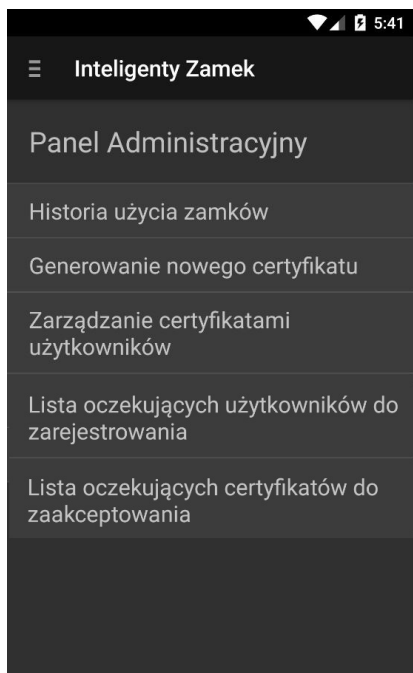 5:41
Inteligenty Zamek
Panel Administracyjny
Historia użycia zamków
Generowanie nowego certyfikatu
Zarządzanie certyfikatami
użytkowników
Lista oczekujących użytkowników do
zarejestrowania
Lista oczekujących certyfikatów do
zaakceptowania